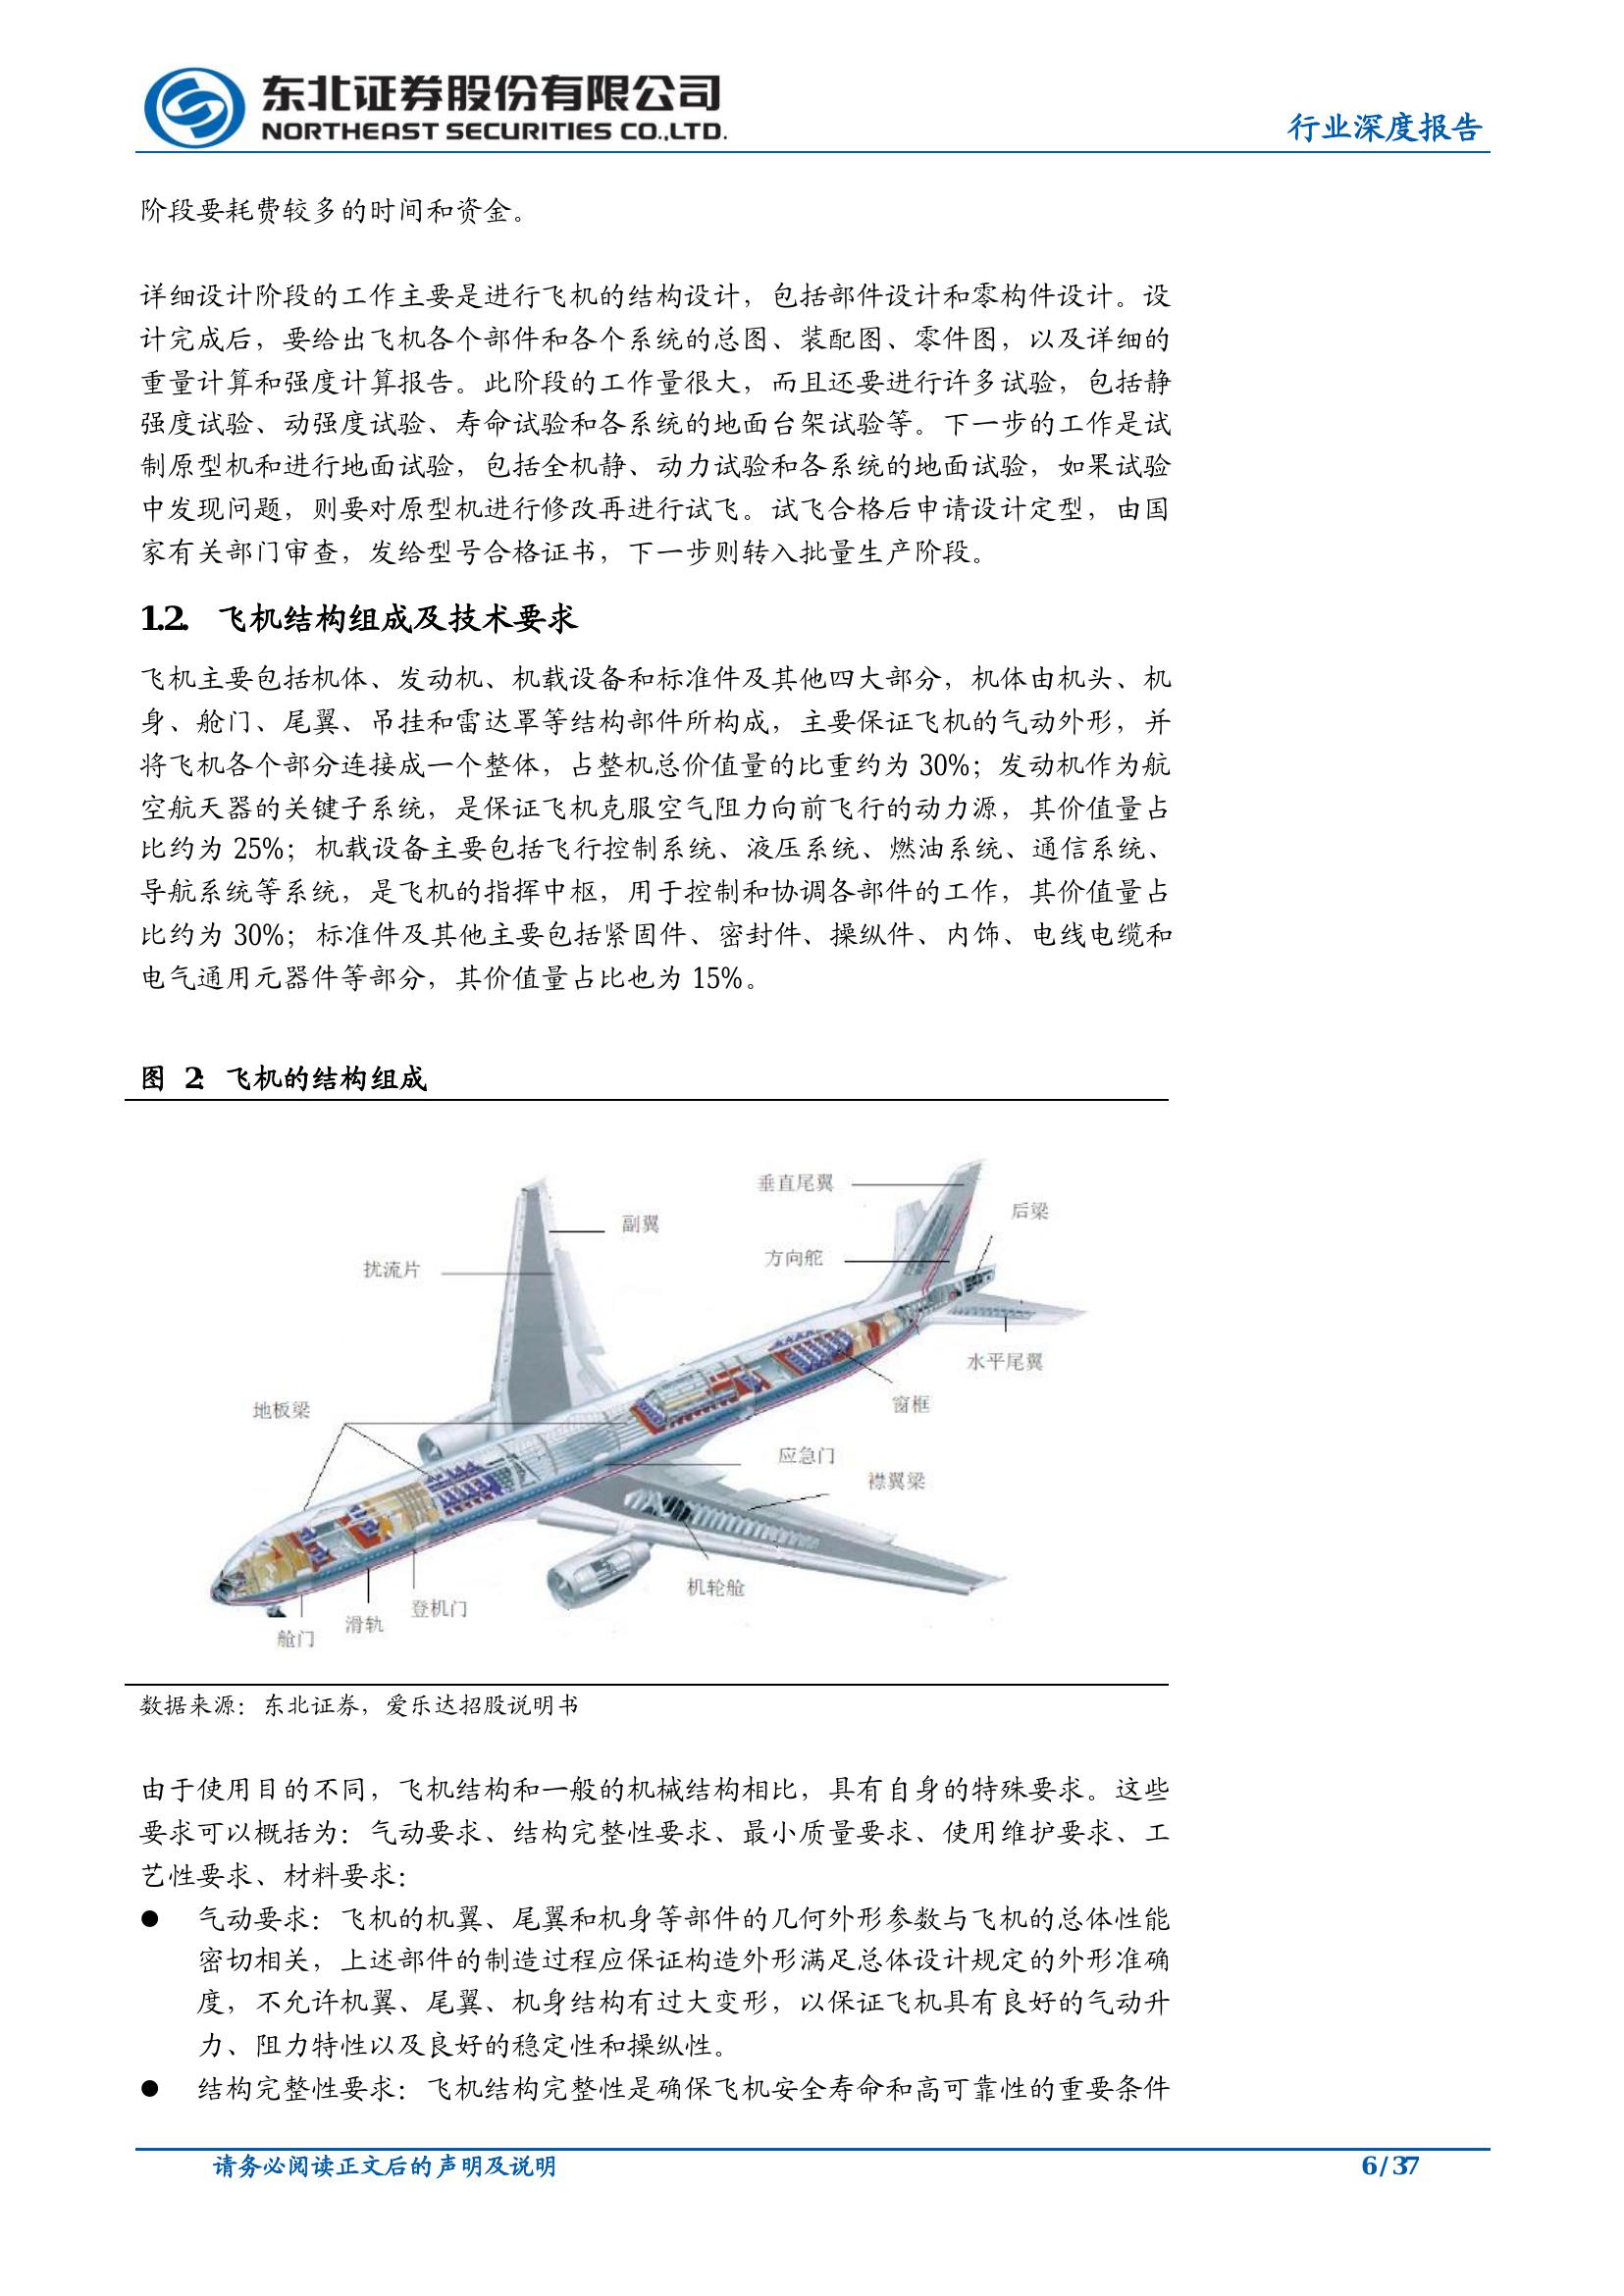 东北证券股份有限公司
NORTHEAST SECURITIES CO.,LTD.
行业深度报告
阶段要耗费较多的时间和资金。
详细设计阶段的工作主要是进行飞机的结构设计，包括部件设计和零构件设计。设
计完成后，要给出飞机各个部件和各个系统的总图、装配图、零件图，以及详细的
重量计算和强度计算报告。此阶段的工作量很大，而且还要进行许多试验，包括静
强度试验、动强度试验、寿命试验和各系统的地面台架试验等。下一步的工作是试
制原型机和进行地面试验，包括全机静、动力试验和各系统的地面试验，如果试验
中发现问题，则要对原型机进行修改再进行试飞。试飞合格后申请设计定型，由国
家有关部门审查，发给型号合格证书，下一步则转入批量生产阶段。
1.2. 飞机结构组成及技术要求
飞机主要包括机体、发动机、机载设备和标准件及其他四大部分，机体由机头、机
身、舱门、尾翼、吊挂和雷达罩等结构部件所构成，主要保证飞机的气动外形，并
将飞机各个部分连接成一个整体，占整机总价值量的比重约为 30%；发动机作为航
空航天器的关键子系统，是保证飞机克服空气阻力向前飞行的动力源，其价值量占
比约为 25%；机载设备主要包括飞行控制系统、液压系统、燃油系统、通信系统、
导航系统等系统，是飞机的指挥中枢，用于控制和协调各部件的工作，其价值量占
比约为 30%；标准件及其他主要包括紧固件、密封件、操纵件、内饰、电线电缆和
电气通用元器件等部分，其价值量占比也为 15%。
图 2：飞机的结构组成
垂直尾翼
后梁
副翼
方向舵
扰流片
水平尾翼
窗框
地板梁
应急门
襟翼梁
机轮舱
登机门
滑轨
舱门
数据来源：东北证券，爱乐达招股说明书
由于使用目的不同，飞机结构和一般的机械结构相比，具有自身的特殊要求。这些
要求可以概括为：气动要求、结构完整性要求、最小质量要求、使用维护要求、工
艺性要求、材料要求：
● 气动要求：飞机的机翼、尾翼和机身等部件的几何外形参数与飞机的总体性能
密切相关，上述部件的制造过程应保证构造外形满足总体设计规定的外形准确
度，不允许机翼、尾翼、机身结构有过大变形，以保证飞机具有良好的气动升
力、阻力特性以及良好的稳定性和操纵性。
● 结构完整性要求：飞机结构完整性是确保飞机安全寿命和高可靠性的重要条件
请务必阅读正文后的声明及说明
6 / 37